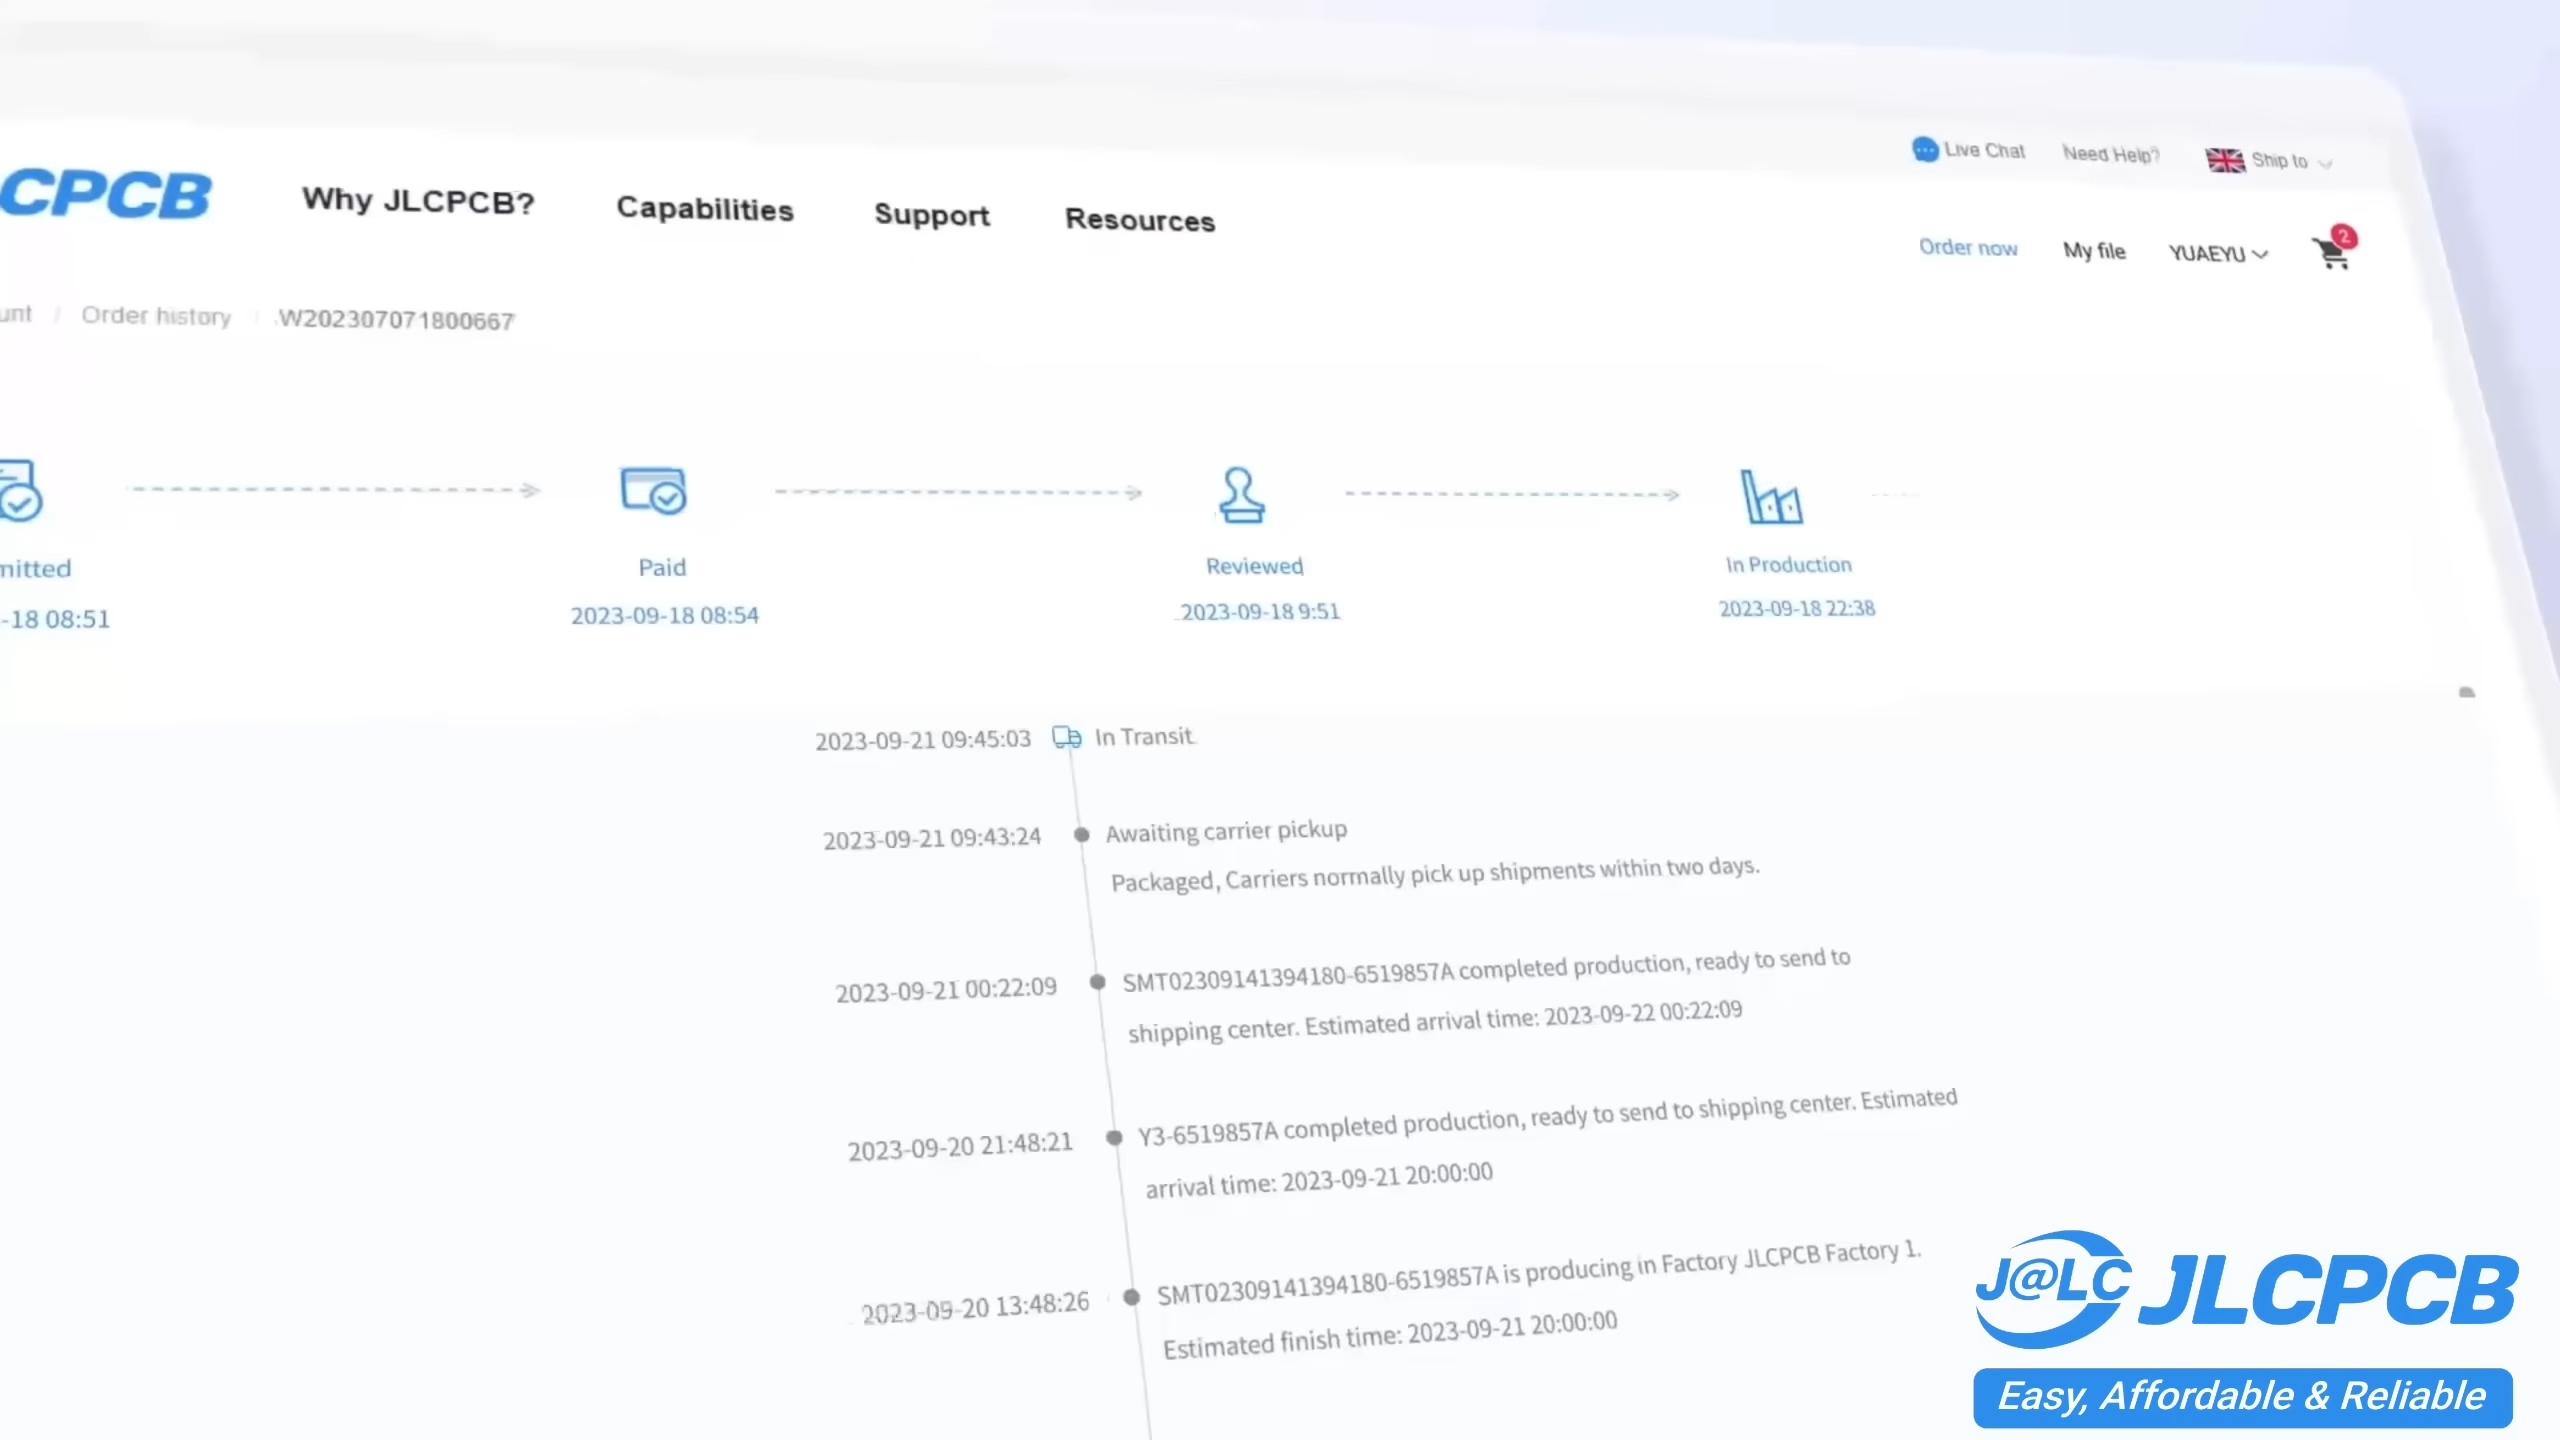 Live Chat Need Help? Ship to
CPCB Why JLCPCB? Capabilities Support Resources
Order now My file YUAEYU 2
unt / Order history W202307071800667
mitted Paid Reviewed In Production
-18 08:51 2023-09-18 08:54 2023-09-18 9:51 2023-09-18 22:38
2023-09-21 09:45:03 In Transit
2023-09-21 09:43:24 Awaiting carrier pickup
Packaged, Carriers normally pick up shipments within two days.
2023-09-21 00:22:09 SMT02309141394180-6519857A completed production, ready to send to
shipping center. Estimated arrival time: 2023-09-22 00:22:09
2023-09-20 21:48:21 Y3-6519857A completed production, ready to send to shipping center. Estimated
arrival time: 2023-09-21 20:00:00
2023-09-20 13:48:26 SMT02309141394180-6519857A is producing in Factory JLCPCB Factory 1.
Estimated finish time: 2023-09-21 20:00:00
J@LC JLCPCB
Easy, Affordable & Reliable